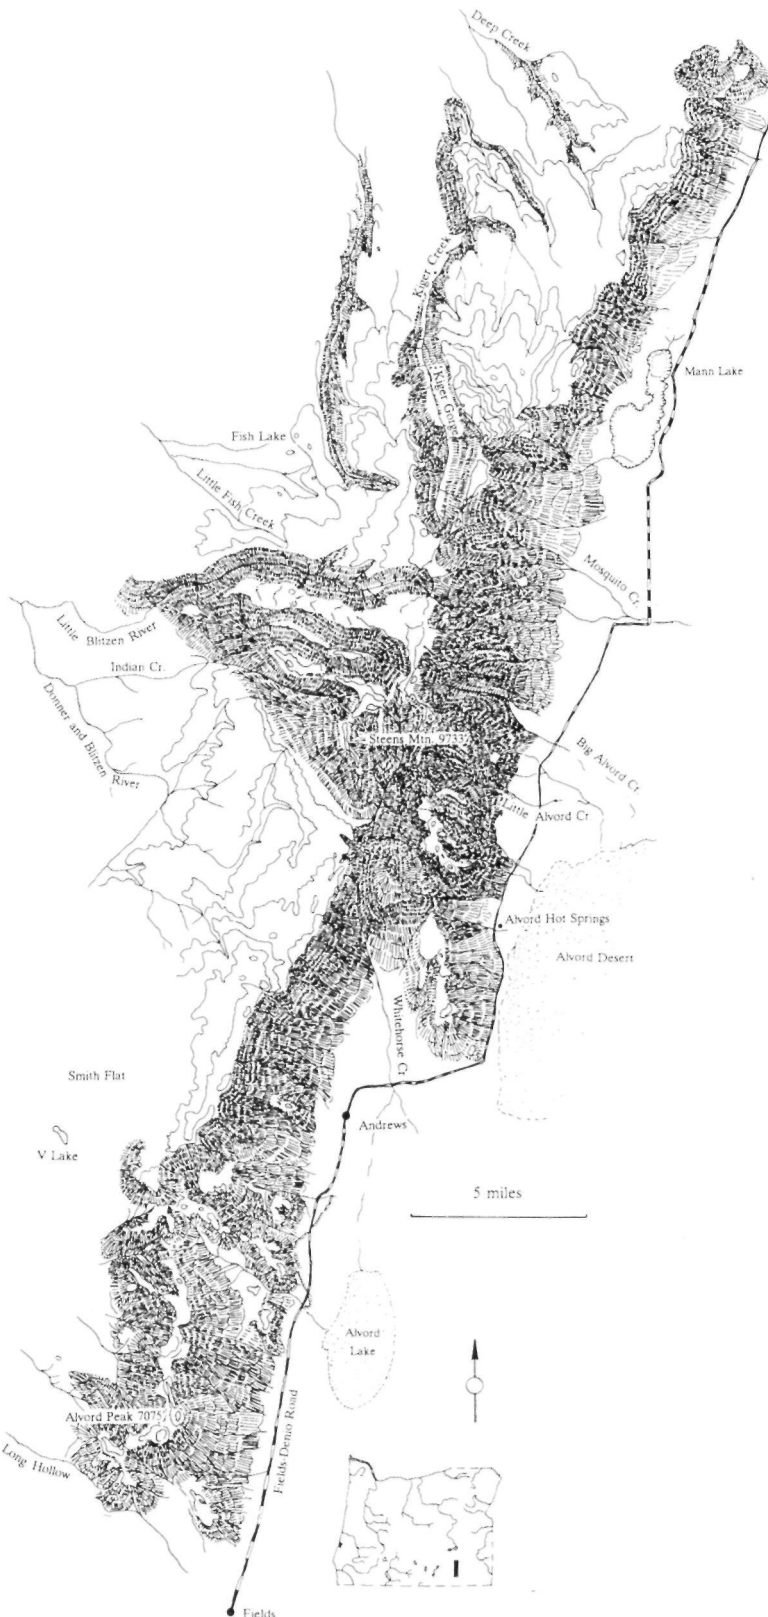 Deep Creek
Kiger Creek
Kiger Gorge
Mann Lake
Fish Lake
Little Fish Creek
Mosquito Cr.
Little Blitzen River
Indian Cr.
Donner and Blitzen River
Steens Mtn. 9733'
Big Alvord Cr.
Little Alvord Cr.
Alvord Hot Springs
Alvord Desert
Whitehorse Cr.
Smith Flat
Andrews
V Lake
5 miles
Alvord
Lake
Alvord Peak 7075'
Fields-Denio Road
Long Hollow
Fields